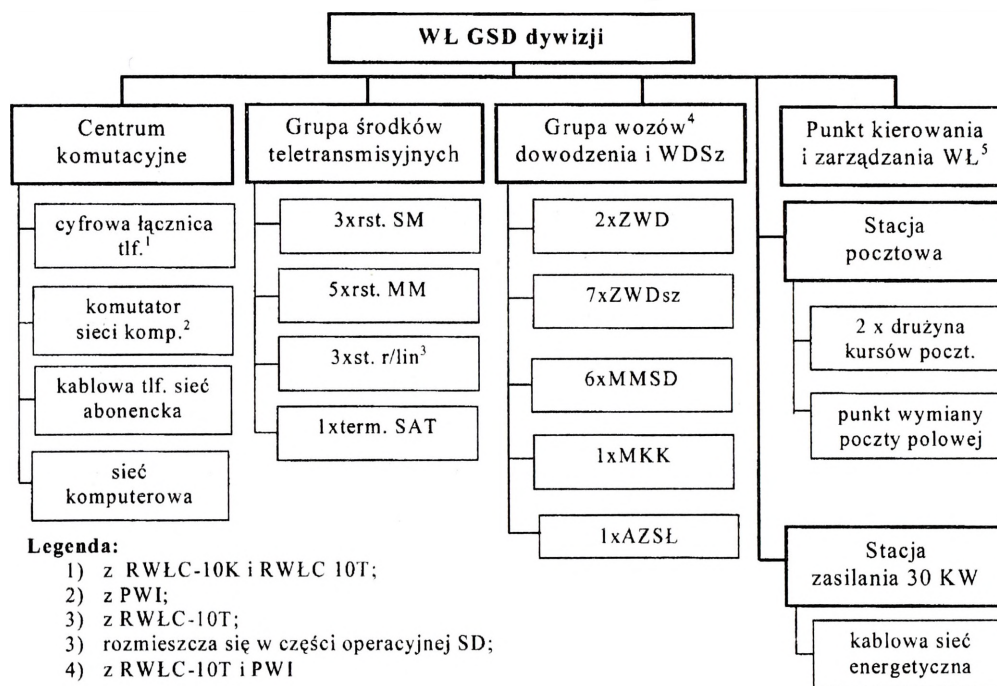 WŁ GSD dywizji
Centrum
komutacyjne
cyfrowa łącznica
tlf.1
komutator
sieci komp.2
kablowa tlf. sieć
abonencka
sieć
komputerowa
Grupa środków
teletransmisyjnych
3xrst. SM
5xrst. MM
3xst. r/lin3
1xterm. SAT
Grupa wozów4
dowodzenia i WDSz
2xZWD
7xZWDsz
6xMMSD
1xMKK
1xAZSŁ
Punkt kierowania
i zarządzania WŁ5
Stacja
pocztowa
2 x drużyna
kursów poczt.
punkt wymiany
poczty polowej
Stacja
zasilania 30 KW
kablowa sieć
energetyczna
Legenda:
1) z RWŁC-10K i RWŁC 10T;
2) z PWI;
3) z RWŁC-10T;
3) rozmieszcza się w części operacyjnej SD;
4) z RWŁC-10T i PWI